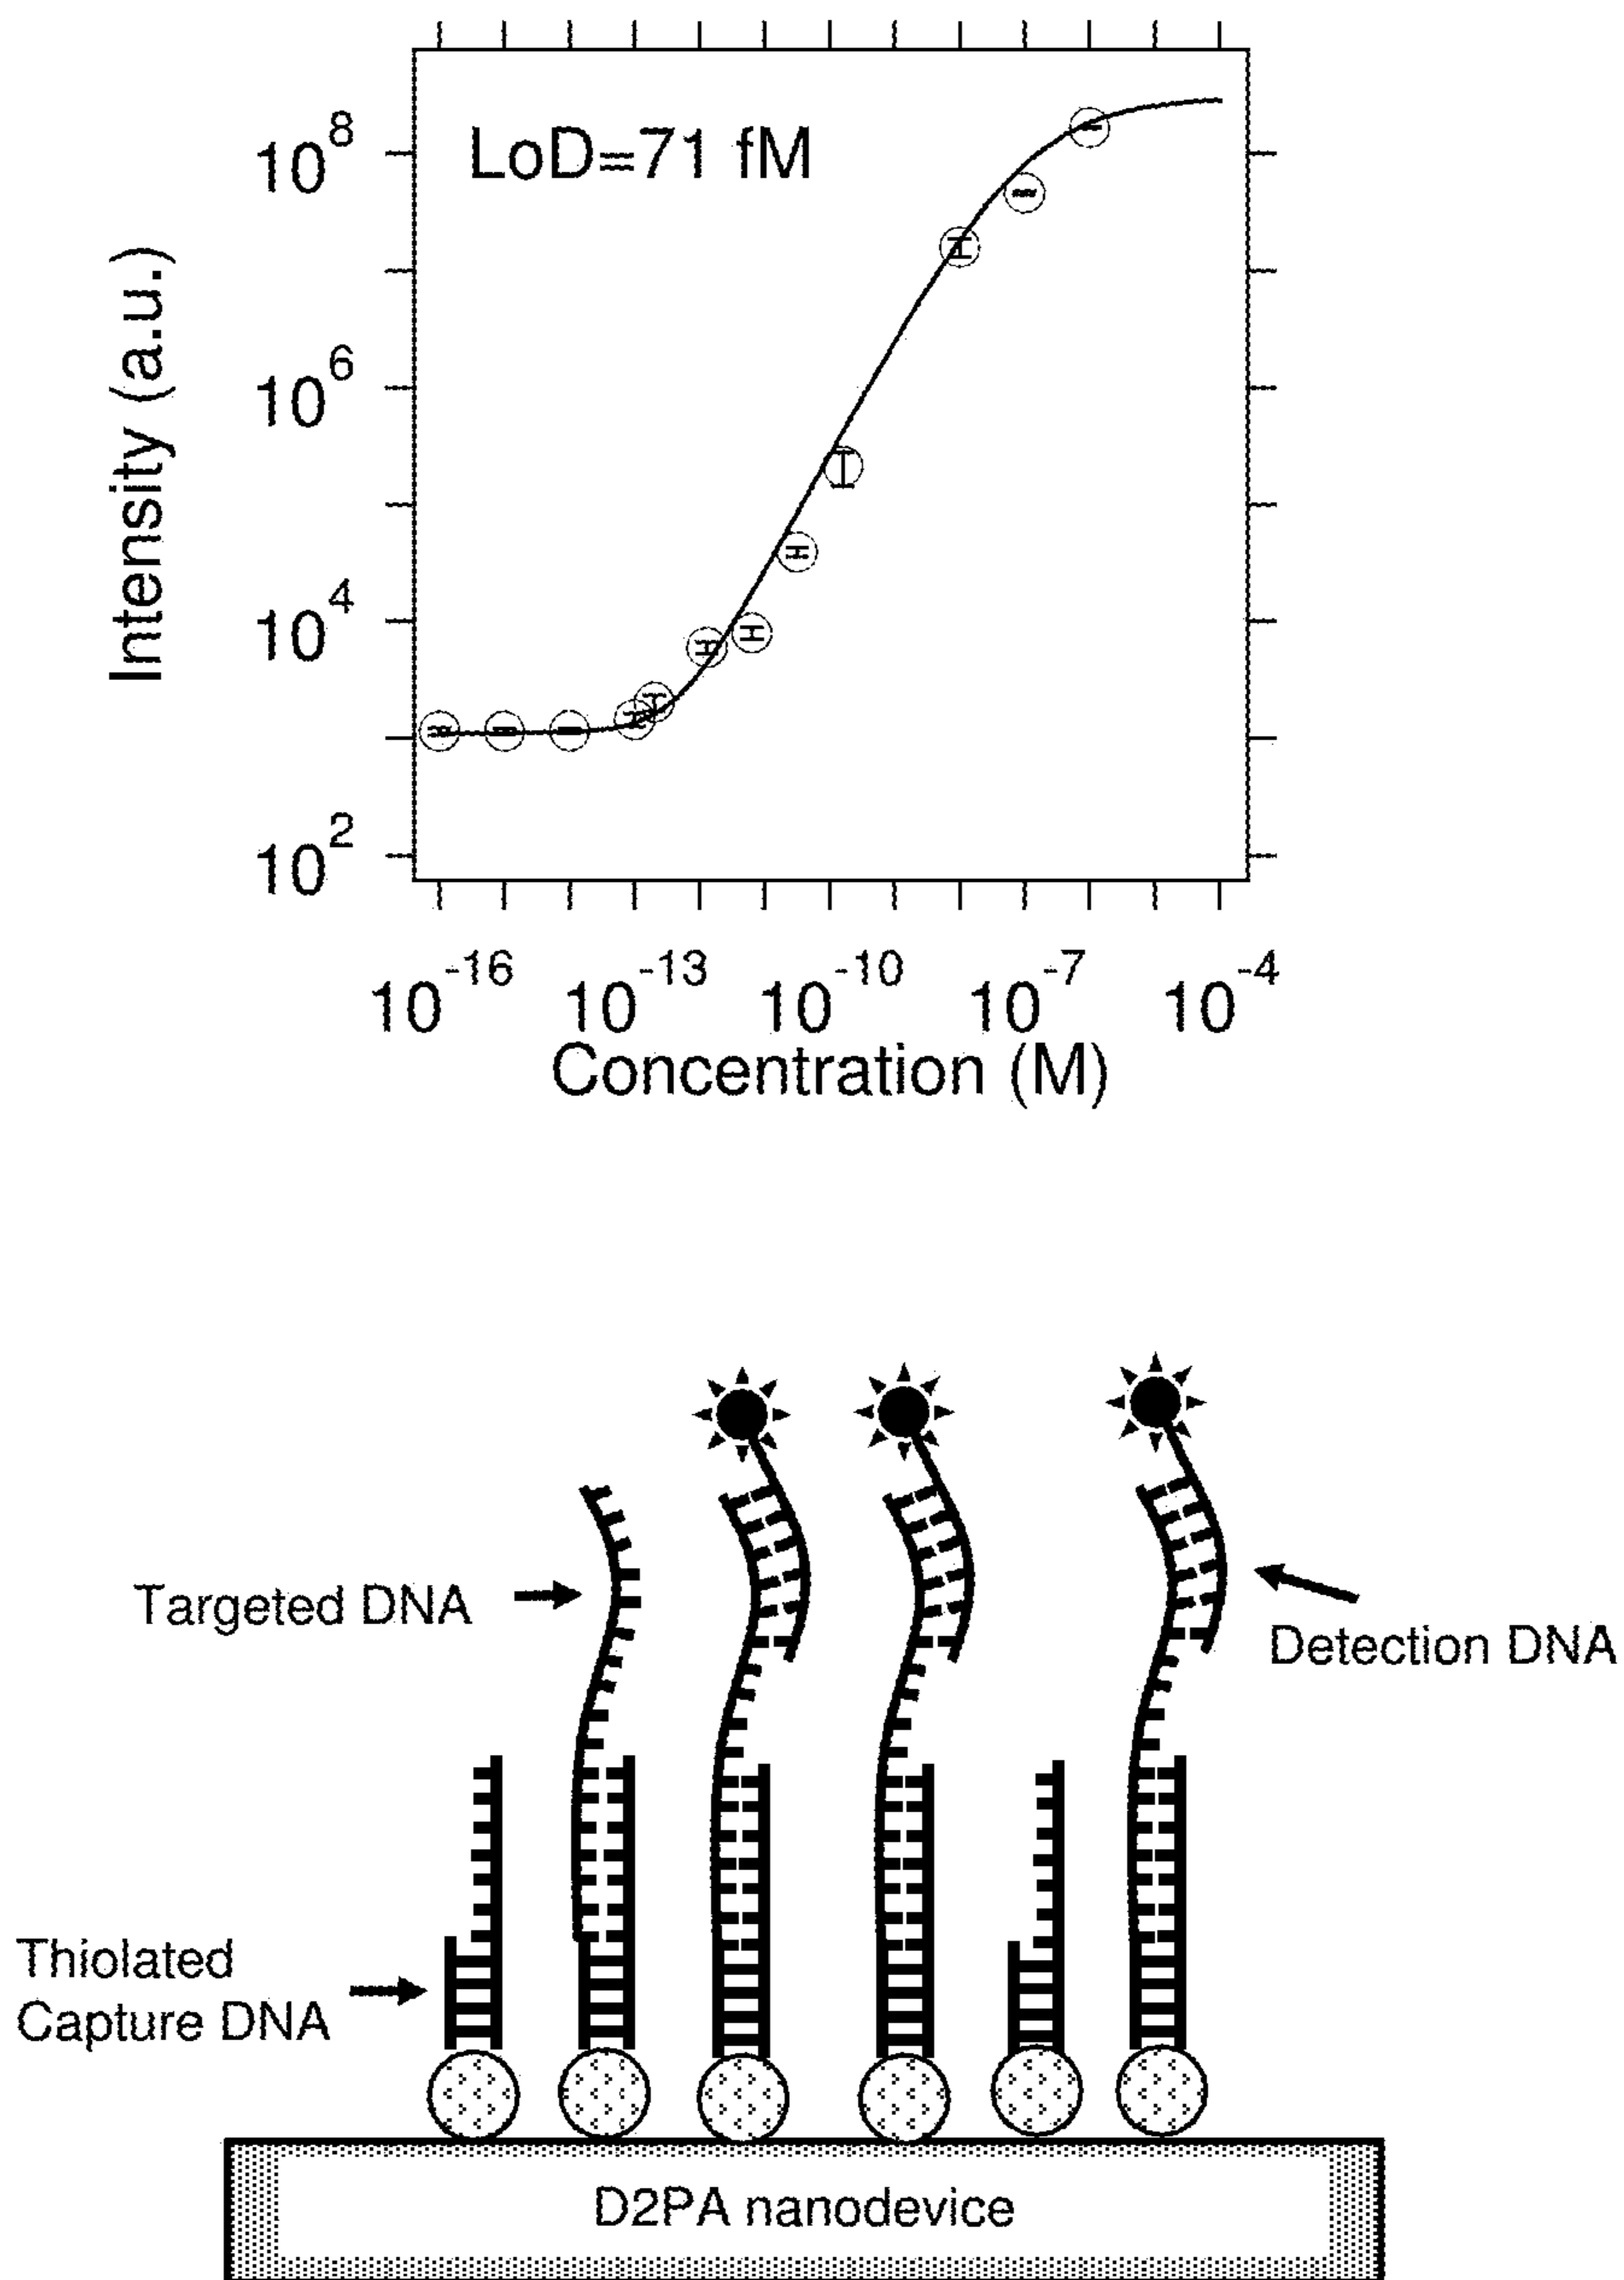 LoD=71 fM
Intensity (a.u.)
10^8
10^6
10^4
10^2
10^-16 10^-13 10^-10 10^-7 10^-4
Concentration (M)
Targeted DNA
Detection DNA
Thiolated
Capture DNA
D2PA nanodevice